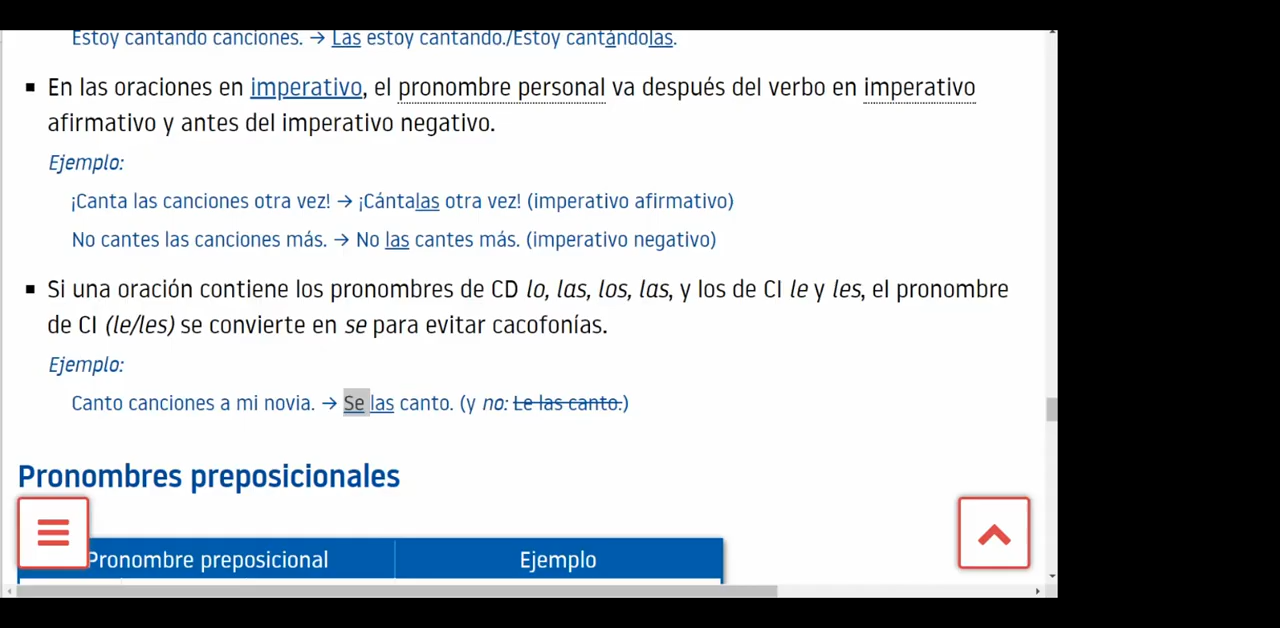 Estoy cantando canciones. → Las estoy cantando./Estoy cantándolas.
▪ En las oraciones en imperativo, el pronombre personal va después del verbo en imperativo
afirmativo y antes del imperativo negativo.
Ejemplo:
¡Canta las canciones otra vez! → ¡Cántalas otra vez! (imperativo afirmativo)
No cantes las canciones más. → No las cantes más. (imperativo negativo)
▪ Si una oración contiene los pronombres de CD lo, las, los, las, y los de CI le y les, el pronombre
de CI (le/les) se convierte en se para evitar cacofonías.
Ejemplo:
Canto canciones a mi novia. → Se las canto. (y no: Le las canto.)
Pronombres preposicionales
Pronombre preposicional Ejemplo